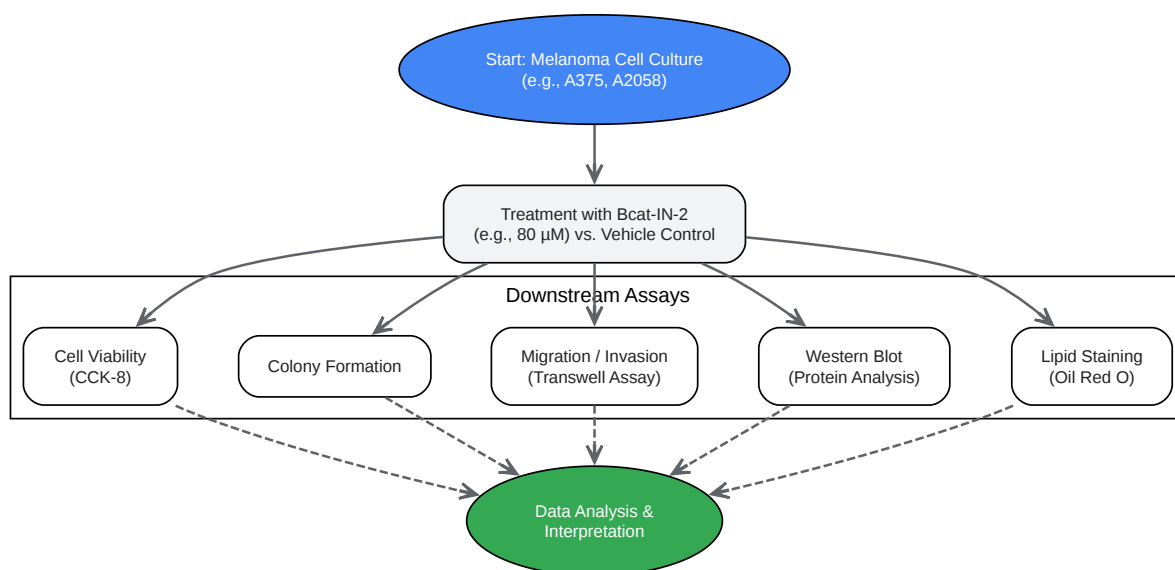 Start: Melanoma Cell Culture
(e.g., A375, A2058)
Treatment with Bcat-IN-2
(e.g., 80 µM) vs. Vehicle Control
Downstream Assays
Cell Viability
(CCK-8)
Colony Formation
Migration / Invasion
(Transwell Assay)
Western Blot
(Protein Analysis)
Lipid Staining
(Oil Red O)
Data Analysis &
Interpretation